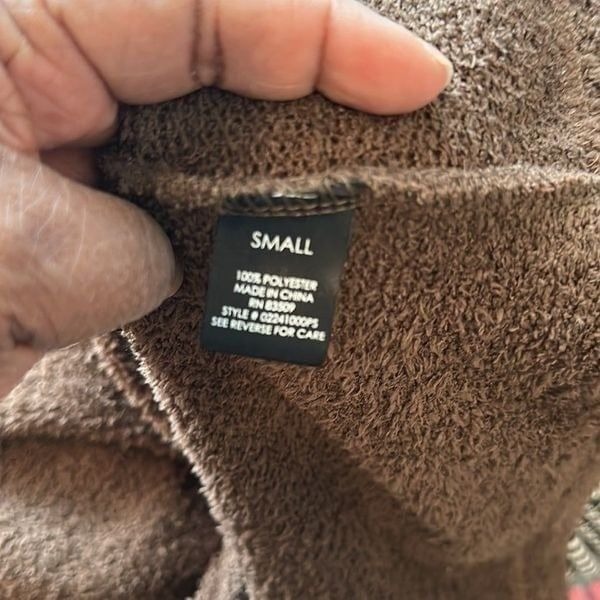 SMALL
100% POLYESTER
MADE IN CHINA
RN 83509
STYLE # 02241000PS
SEE REVERSE FOR CARE